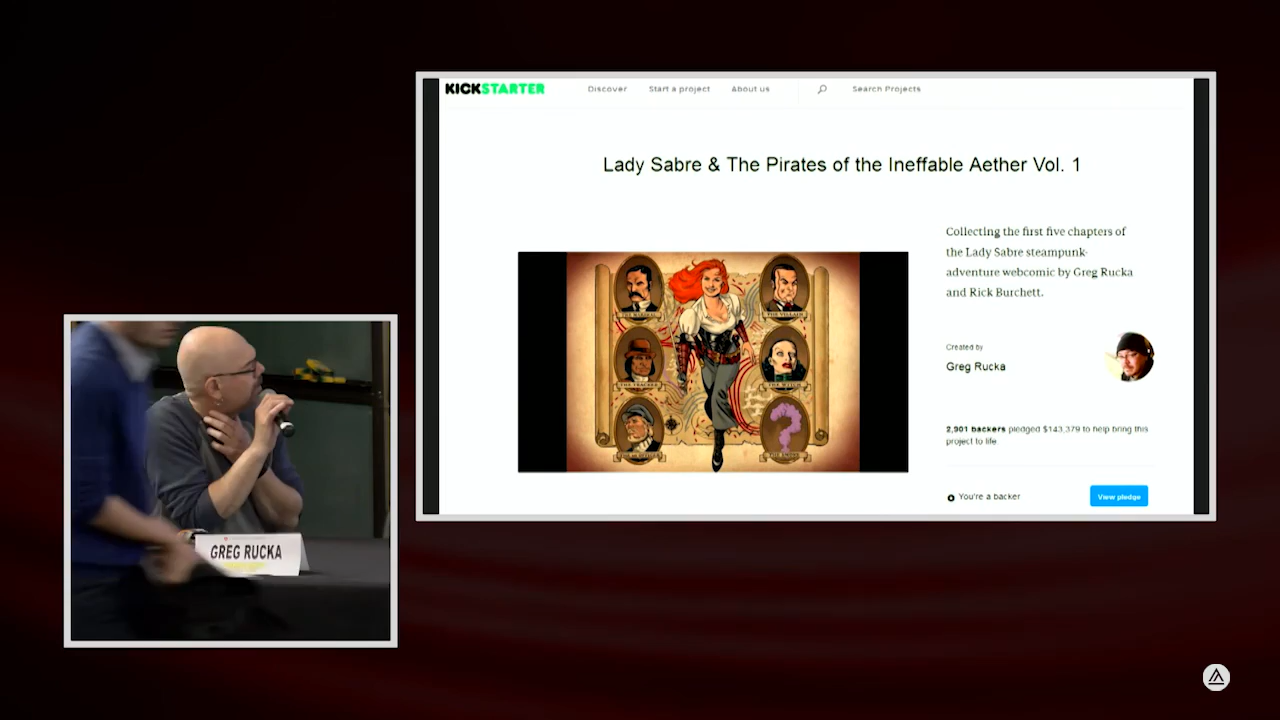 KICKSTARTER
Discover
Start a project
About us
Search Projects
Lady Sabre & The Pirates of the Ineffable Aether Vol. 1
Collecting the first five chapters of
the Lady Sabre steampunk-
adventure webcomic by Greg Rucka
and Rick Burchett.
Created by
Greg Rucka
2,901 backers pledged $143,379 to help bring this
project to life
You're a backer
View pledge
GREG RUCKA